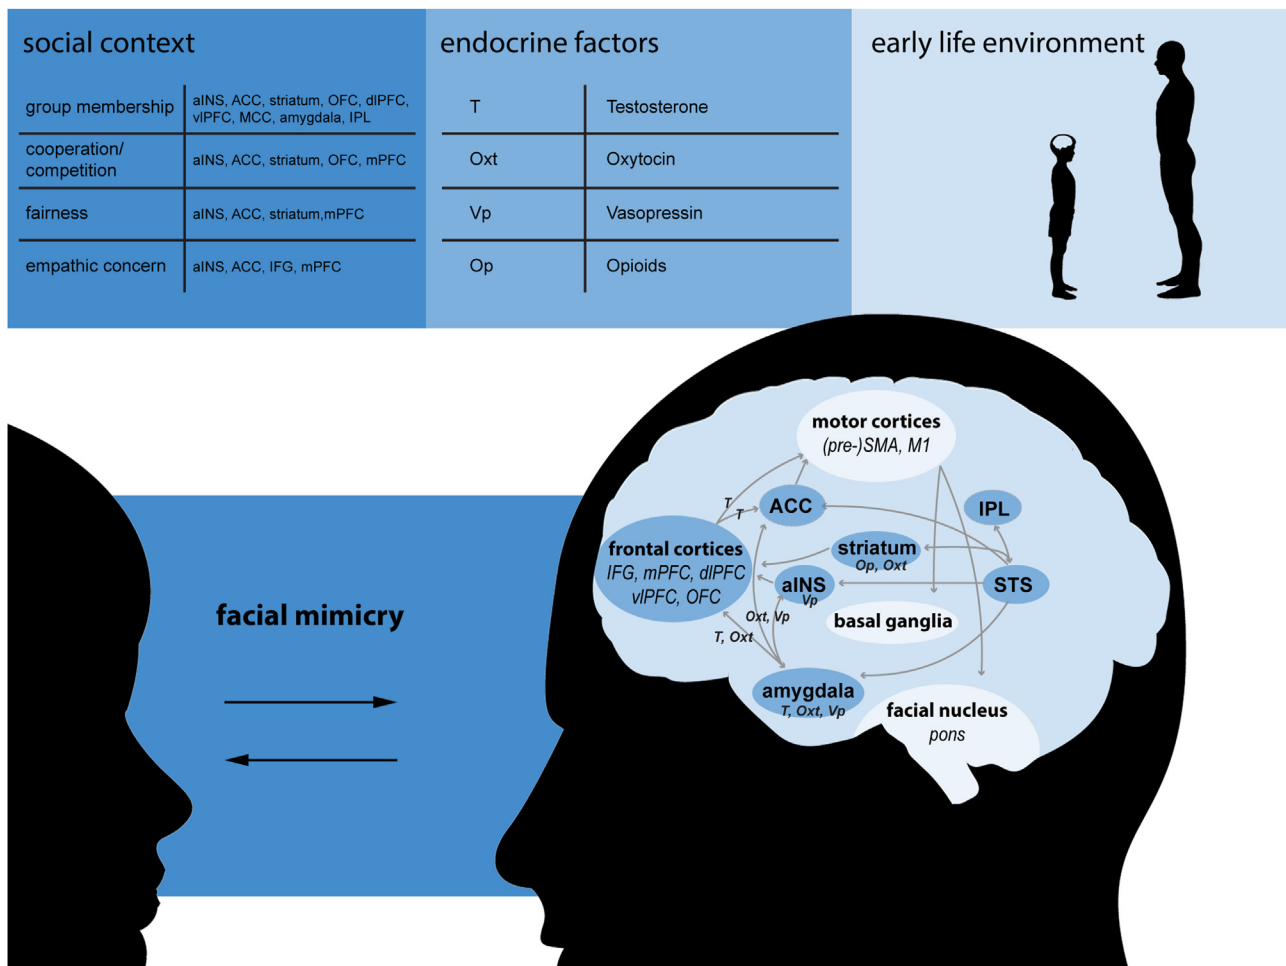 social context
group membership
aINS, ACC, striatum, OFC, dlPFC,
vlPFC, MCC, amygdala, IPL
cooperation/
competition
aINS, ACC, striatum, OFC, mPFC
fairness
aINS, ACC, striatum,mPFC
empathic concern
aINS, ACC, IFG, mPFC
endocrine factors
T
Testosterone
Oxt
Oxytocin
Vp
Vasopressin
Op
Opioids
early life environment
facial mimicry
motor cortices
(pre-)SMA, M1
T
T
ACC
IPL
frontal cortices
IFG, mPFC, dlPFC
vlPFC, OFC
striatum
Op, Oxt
aINS
Vp
STS
Oxt, Vp
basal ganglia
T, Oxt
amygdala
T, Oxt, Vp
facial nucleus
pons